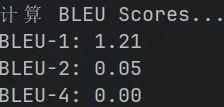 计算 BLEU Scores...
BLEU-1: 1.21
BLEU-2: 0.05
BLEU-4: 0.00